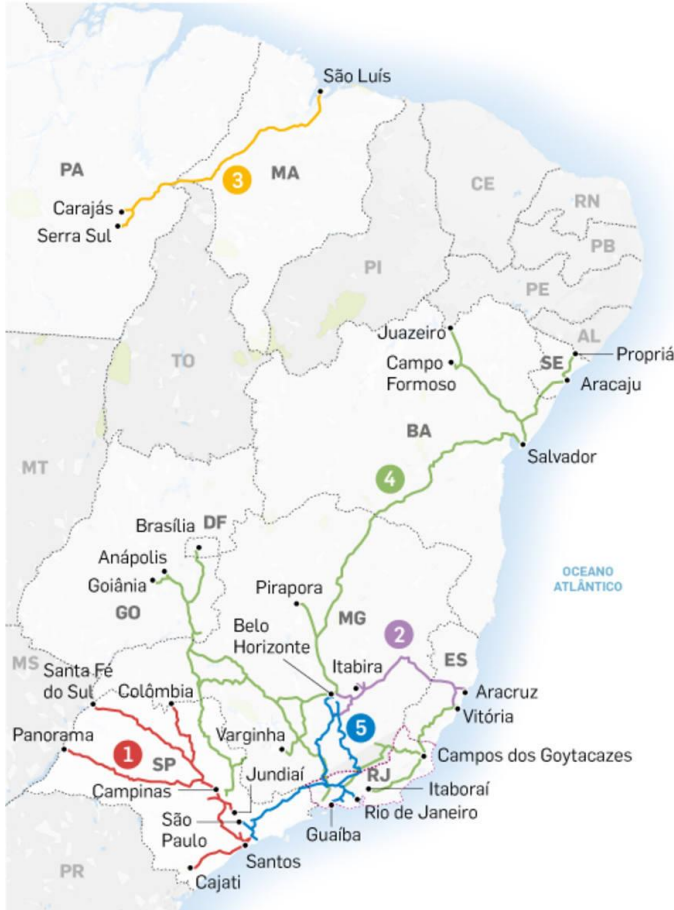 São Luís
PA
MA
3
CE
RN
Carajás
Serra Sul
PB
PI
PE
AL
Juazeiro
Propriá
TO
Campo
Formoso
SE
Aracaju
BA
Salvador
MT
4
Brasília
DF
Anápolis
Goiânia
OCEANO
ATLÂNTICO
Pirapora
GO
MG
Belo
Horizonte
2
Itabira
ES
MS
Santa Fé
do Sul
Colômbia
Aracruz
Vitória
Panorama
Varginha
5
1
SP
Campos dos Goytacazes
Jundiaí
RJ
Campinas
Itaboraí
São
Paulo
Rio de Janeiro
Guaíba
Santos
PR
Cajati